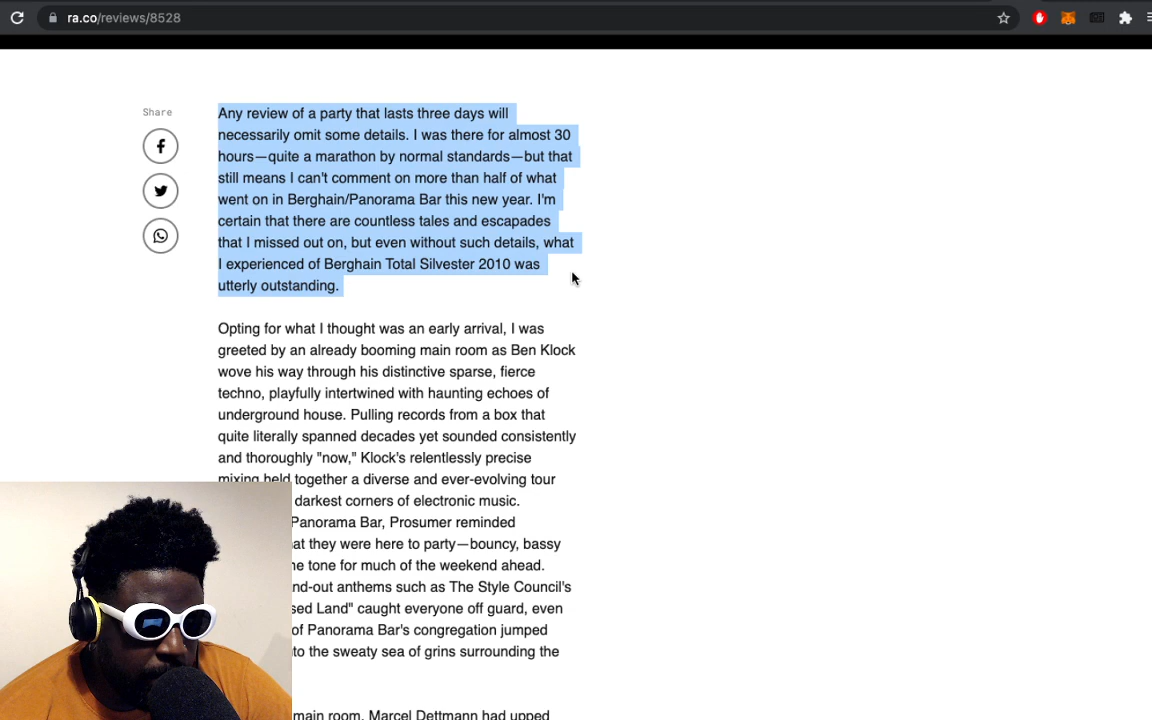 ra.co/reviews/8528
Share
Any review of a party that lasts three days will
necessarily omit some details. I was there for almost 30
hours—quite a marathon by normal standards—but that
still means I can't comment on more than half of what
went on in Berghain/Panorama Bar this new year. I'm
certain that there are countless tales and escapades
that I missed out on, but even without such details, what
I experienced of Berghain Total Silvester 2010 was
utterly outstanding.
Opting for what I thought was an early arrival, I was
greeted by an already booming main room as Ben Klock
wove his way through his distinctive sparse, fierce
techno, playfully intertwined with haunting echoes of
underground house. Pulling records from a box that
quite literally spanned decades yet sounded consistently
and thoroughly "now," Klock's relentlessly precise
mixing held together a diverse and ever-evolving tour
darkest corners of electronic music.
Panorama Bar, Prosumer reminded
they were here to party—bouncy, bassy
tone for much of the weekend ahead.
anthems such as The Style Council's
Land" caught everyone off guard, even
of Panorama Bar's congregation jumped
the sweaty sea of grins surrounding the
main room, Marcel Dettmann had upped